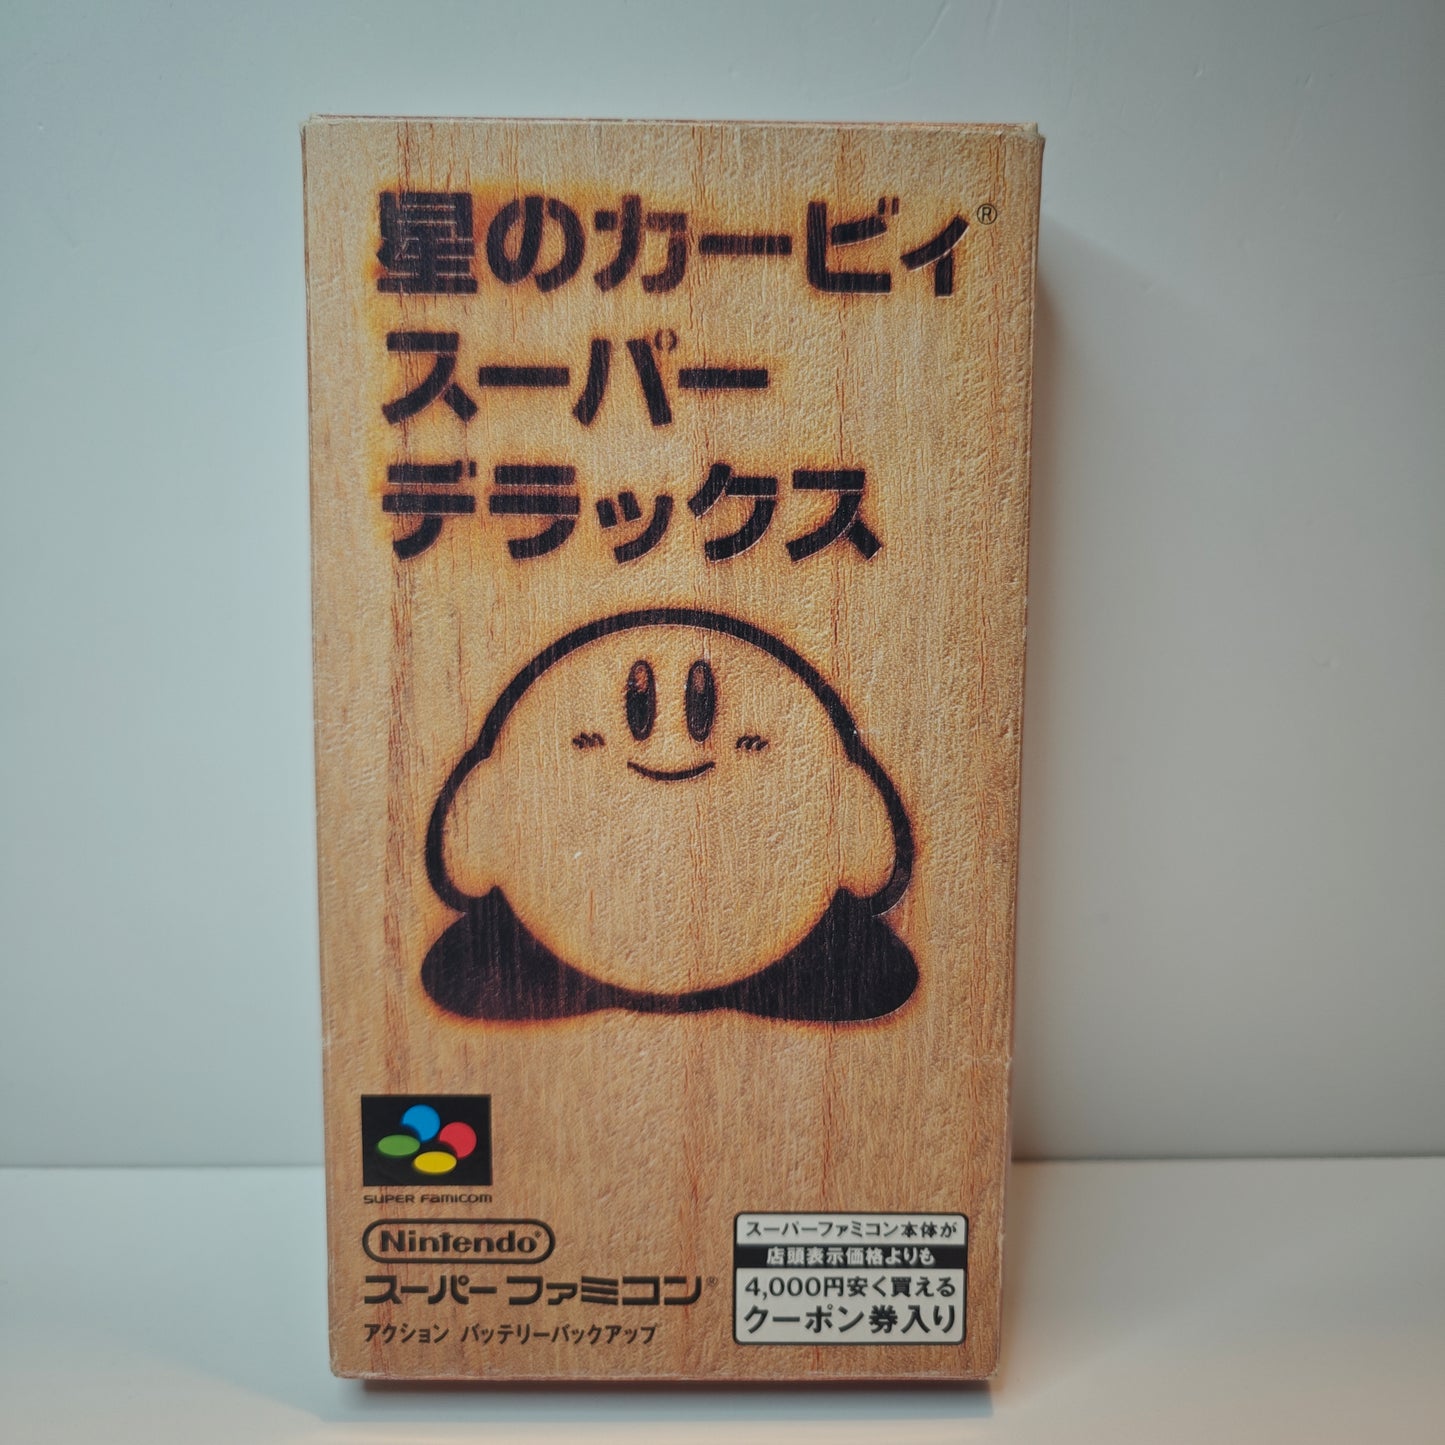 星のカービィ®
スーパー
デラックス
SUPER FAMICOM
Nintendo®
スーパーファミコン®
アクション バッテリーバックアップ
スーパーファミコン本体が
店頭表示価格よりも
4,000円安く買える
クーポン券入り